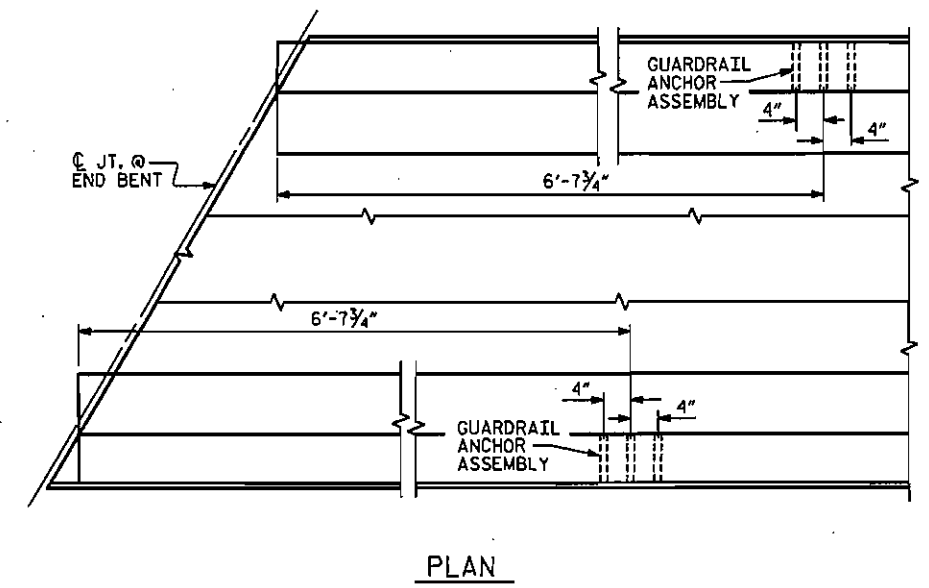 GUARDRAIL
ANCHOR
ASSEMBLY
4"
4"
℄ JT. @
END BENT
6'-7¾"
6'-7¾"
4"
4"
GUARDRAIL
ANCHOR
ASSEMBLY
PLAN